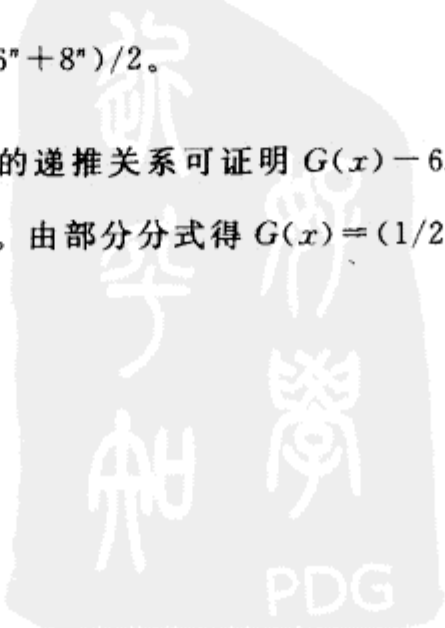 6ⁿ+8ⁿ)/2。
的递推关系可证明 G(x)-6
。由部分分式得 G(x)=(1/2
PDG